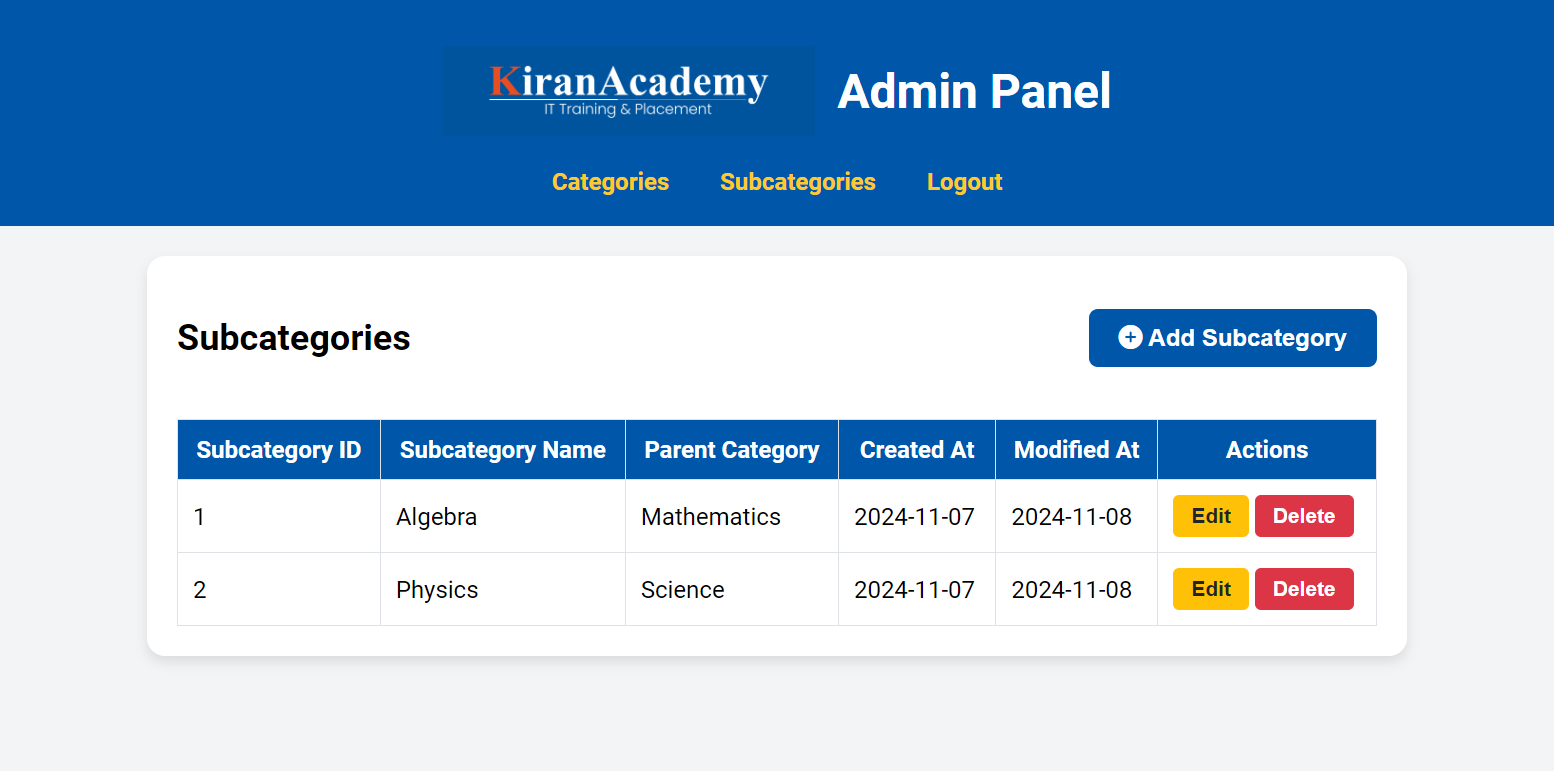 KiranAcademy
IT Training & Placement
Admin Panel
Categories Subcategories Logout
Subcategories
Add Subcategory
Subcategory ID Subcategory Name Parent Category Created At Modified At Actions
1 Algebra Mathematics 2024-11-07 2024-11-08 Edit Delete
2 Physics Science 2024-11-07 2024-11-08 Edit Delete